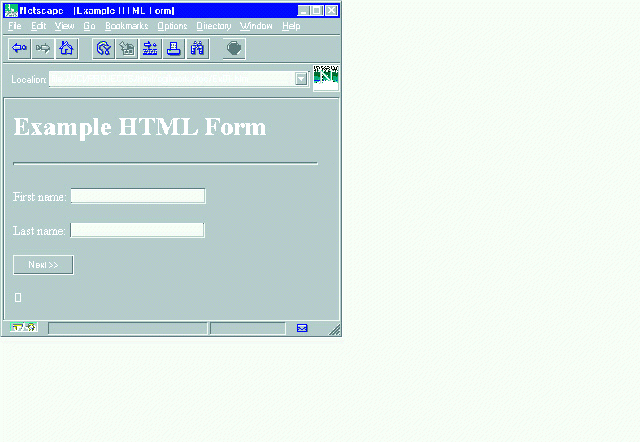 Netscape - [Example HTML Form]
File Edit View Go Bookmarks Options Directory Window Help
Location:
N
Example HTML Form
First name:
Last name:
Next >>